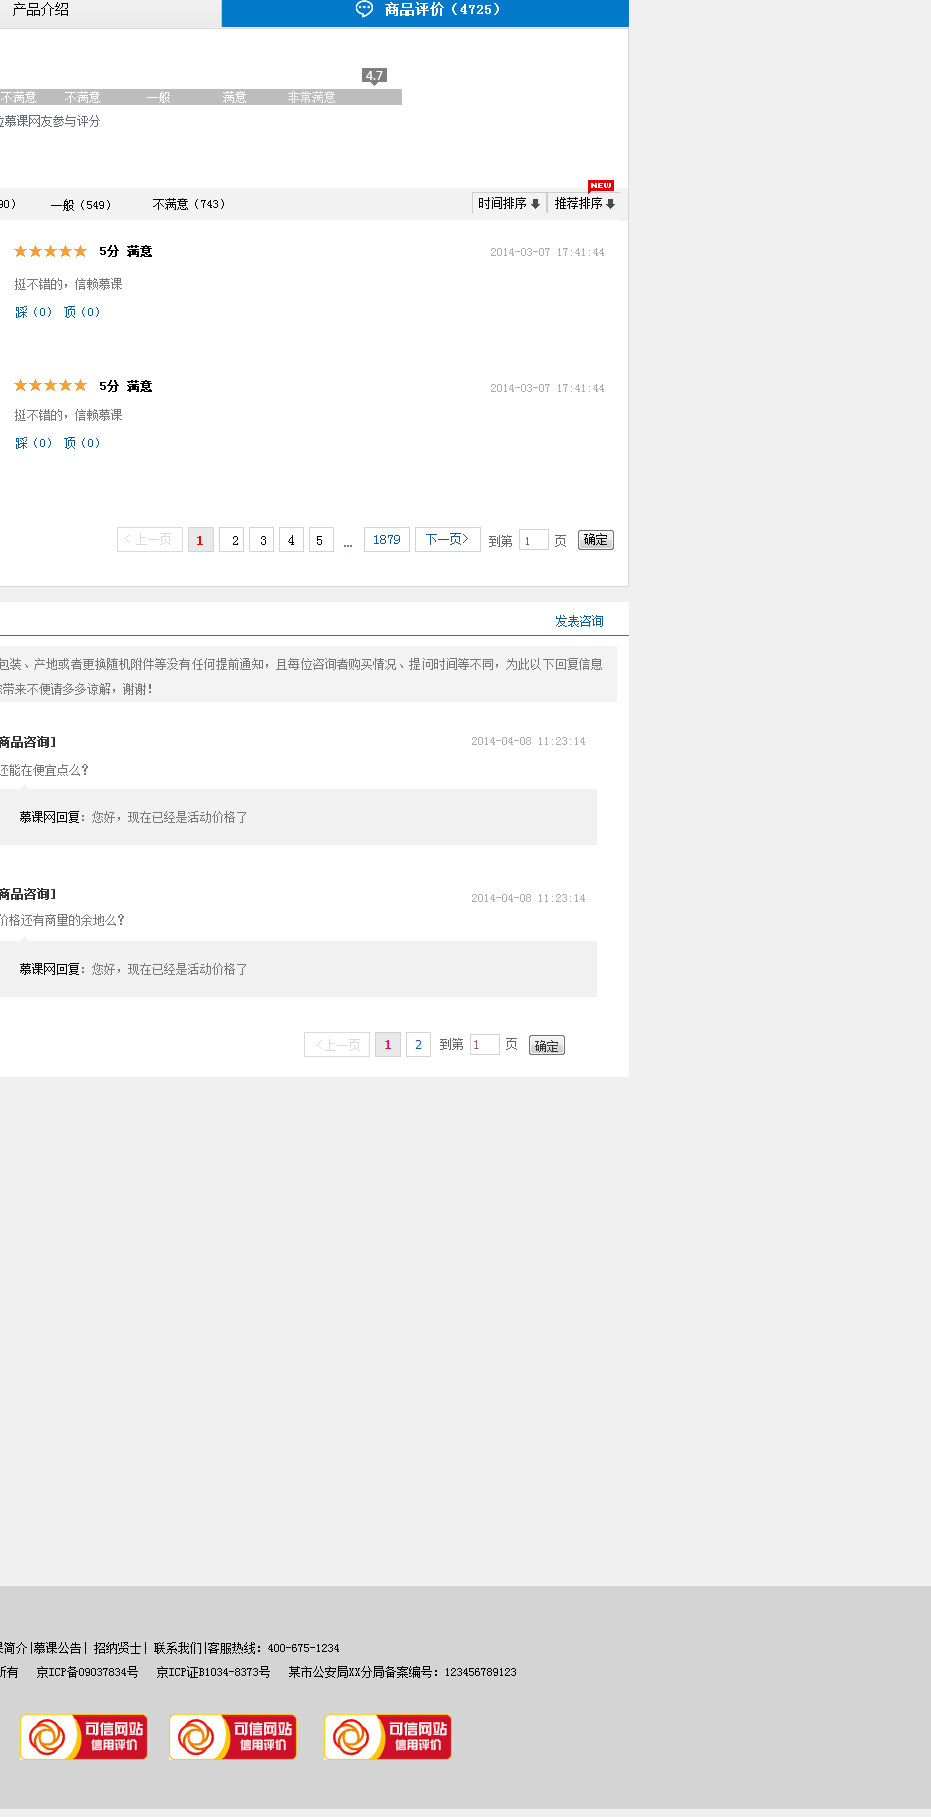 产品介绍
商品评价（4725）
4.7
不满意 不满意 一般 满意 非常满意
位慕课网友参与评分
NEW
90） 一般（549） 不满意（743） 时间排序 推荐排序
5分 满意 2014-03-07 17:41:44
挺不错的，信赖慕课
踩（0） 顶（0）
5分 满意 2014-03-07 17:41:44
挺不错的，信赖慕课
踩（0） 顶（0）
<上一页 1 2 3 4 5 … 1879 下一页> 到第 1 页 确定
发表咨询
包装、产地或者更换随机附件等没有任何提前通知，且每位咨询者购买情况、提问时间等不同，为此以下回复信息
带来不便请多多谅解，谢谢！
商品咨询] 2014-04-08 11:23:14
还能在便宜点么？
慕课网回复：您好，现在已经是活动价格了
商品咨询] 2014-04-08 11:23:14
价格还有商量的余地么？
慕课网回复：您好，现在已经是活动价格了
<上一页 1 2 到第 1 页 确定
课简介|慕课公告| 招纳贤士| 联系我们|客服热线：400-675-1234
所有 京ICP备09037834号 京ICP证B1034-8373号 某市公安局XX分局备案编号：123456789123
可信网站 可信网站 可信网站
信用评价 信用评价 信用评价